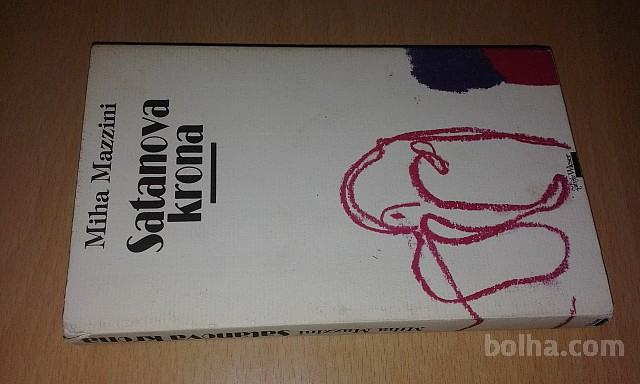 Miha Mazzini
Satanova
krona
Miha Mazzini Satanova krona
bolha.com